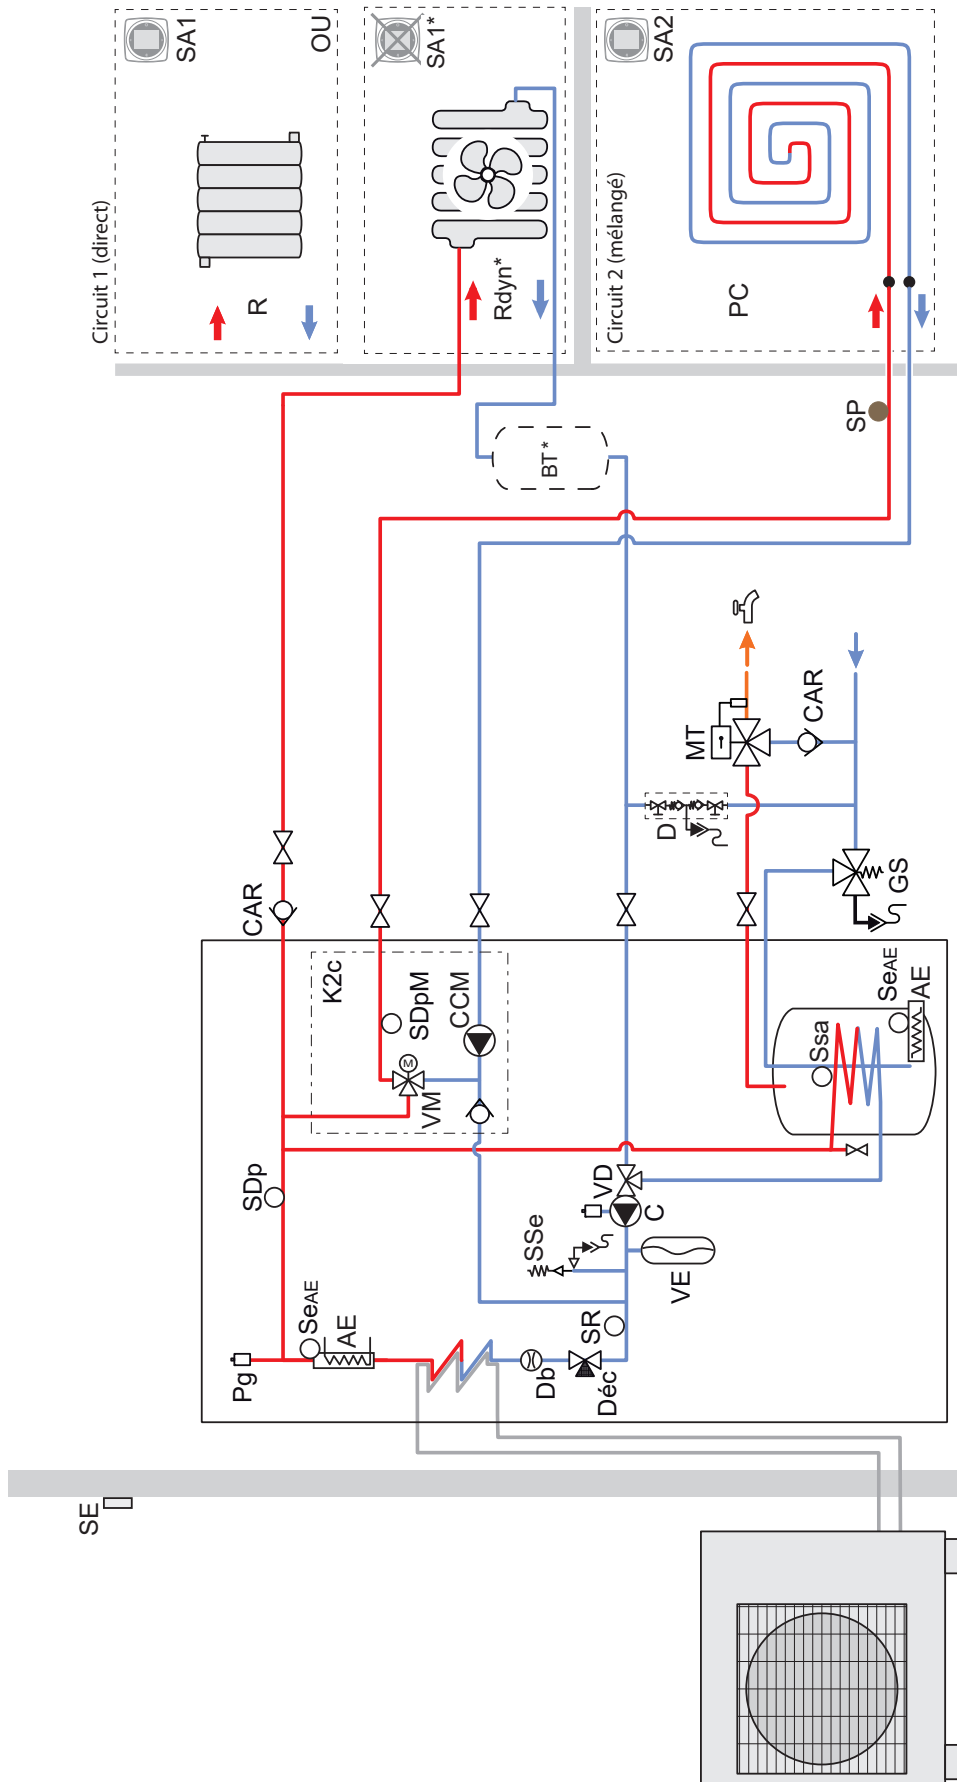 SA1
OU
Circuit 1 (direct)
R
SA1*
Rdyn*
SA2
Circuit 2 (mélangé)
PC
SP
BT*
MT
CAR
D
GS
CAR
K2c
SDpM
CCM
VM
M
SeAE
AE
Ssa
SDp
VD
C
SSe
VE
SR
SeAE
AE
Pg
Db
Déc
SE